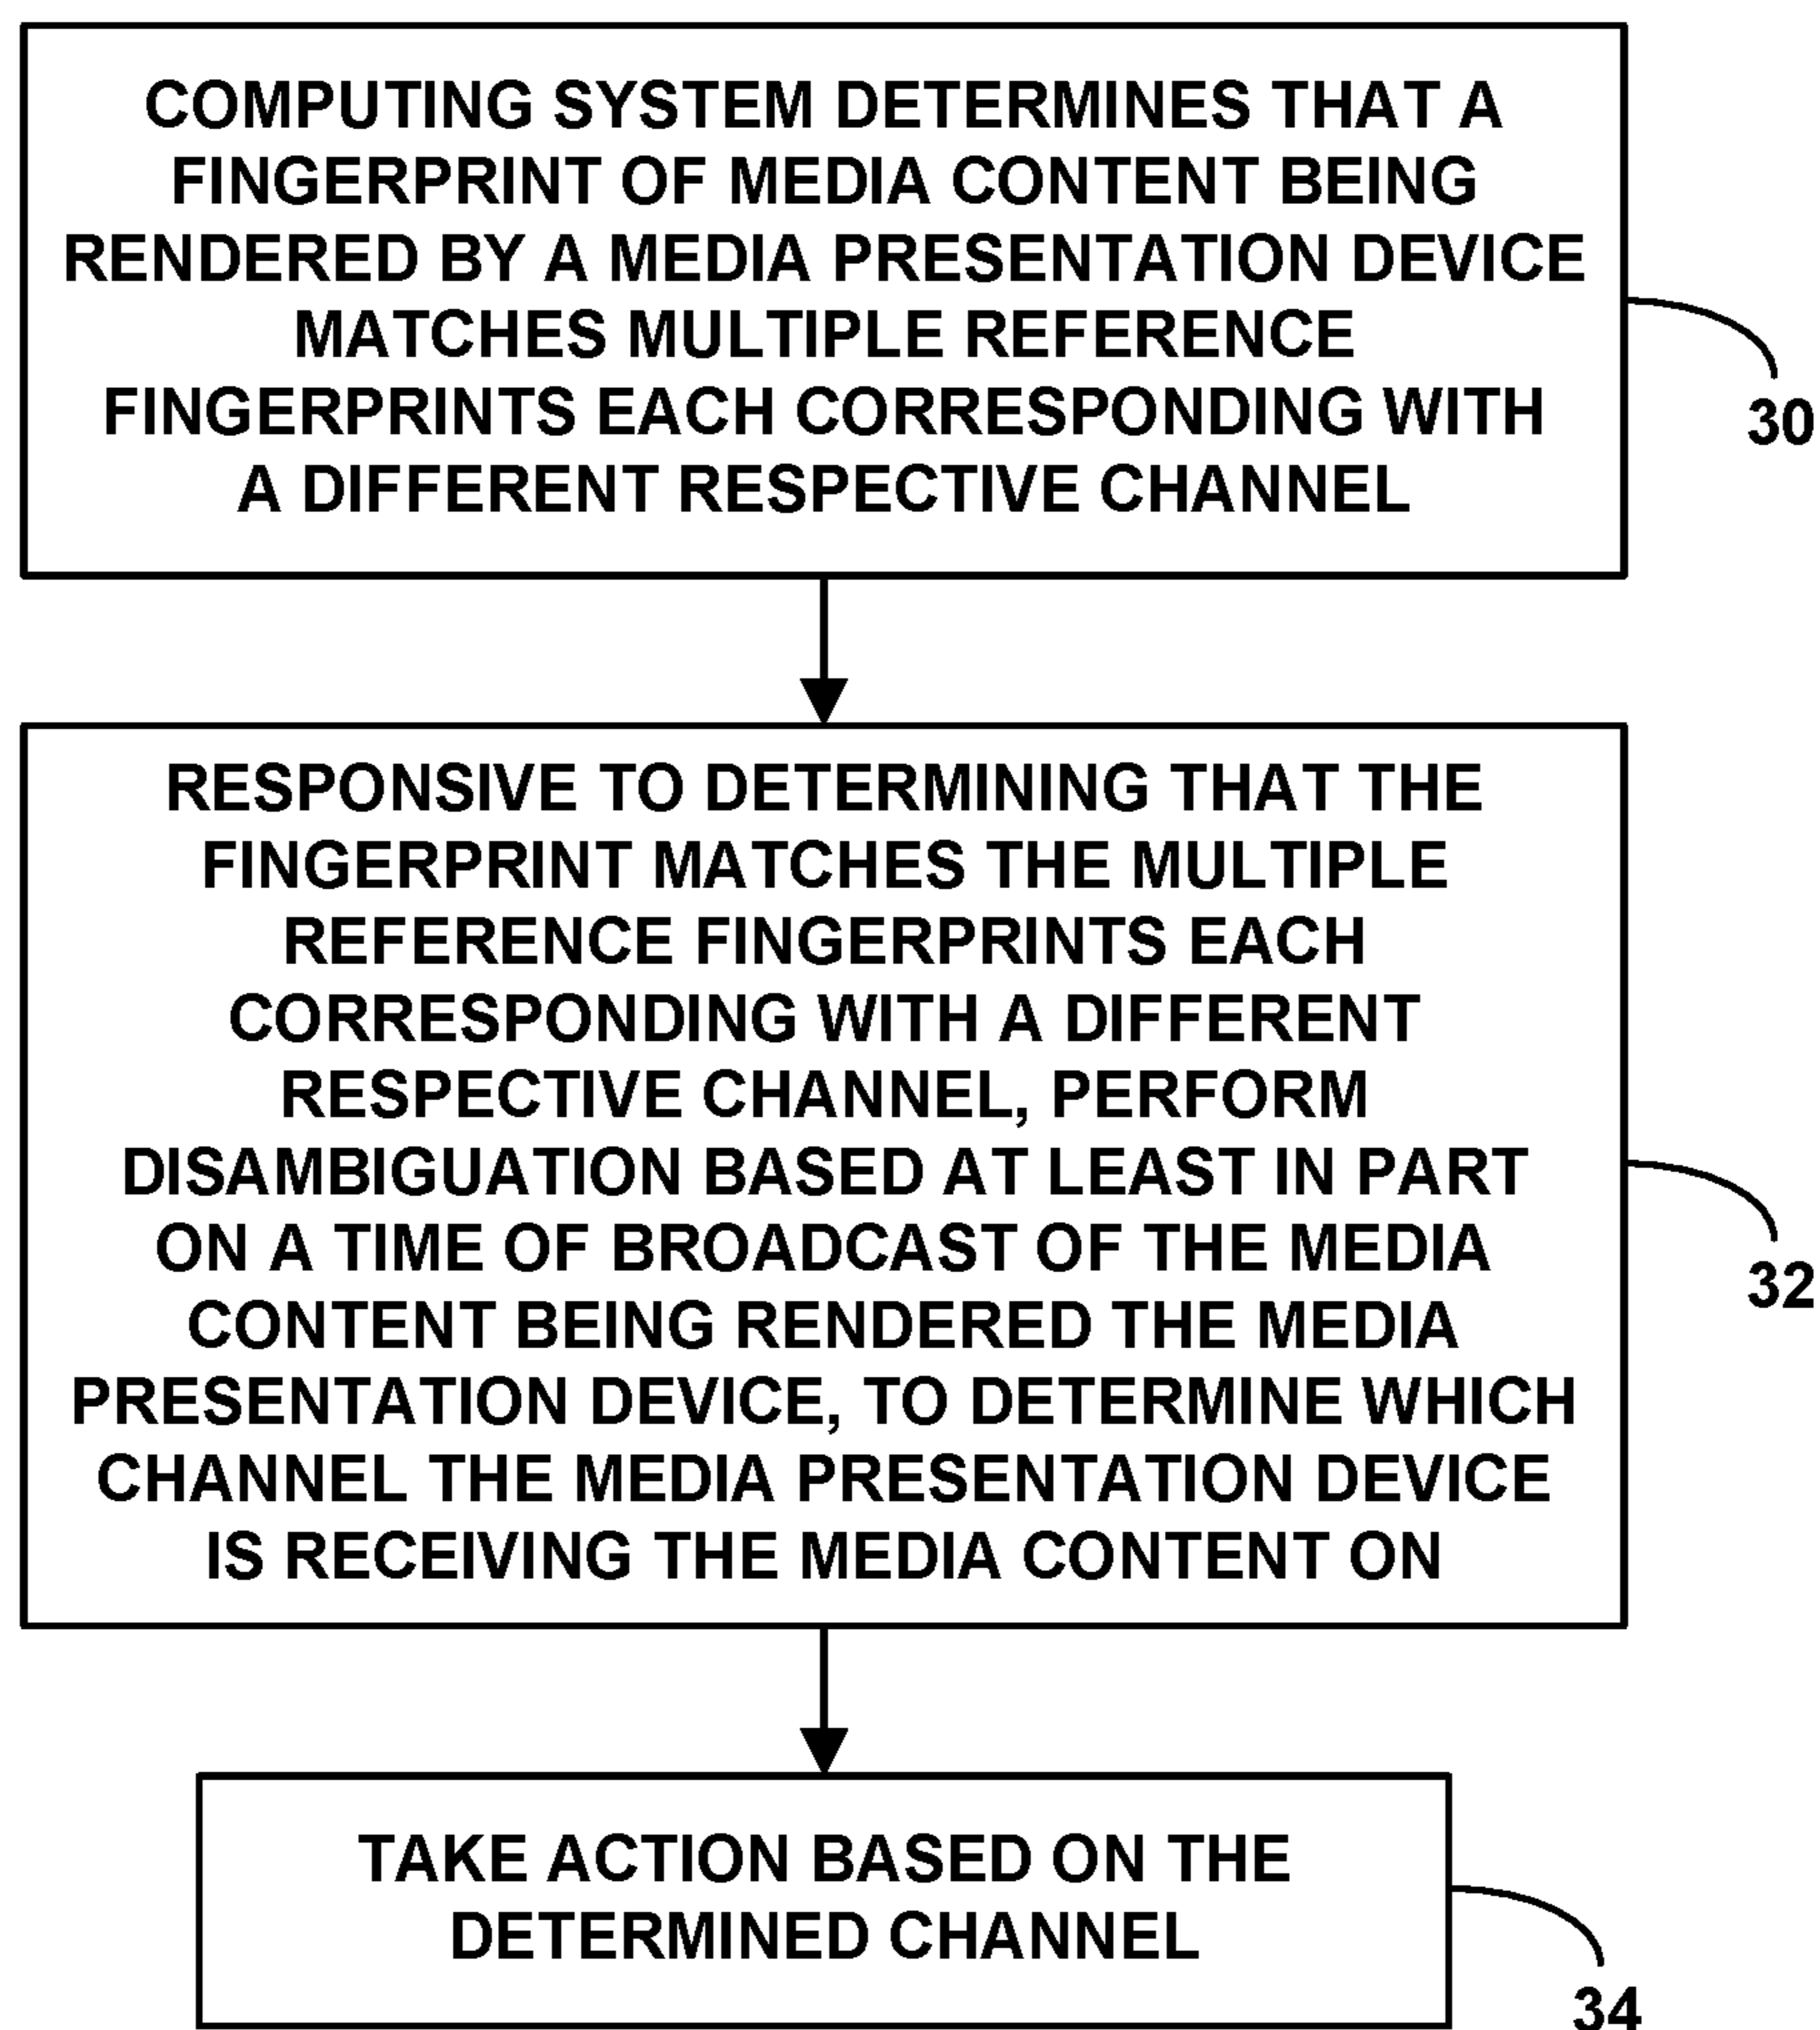 COMPUTING SYSTEM DETERMINES THAT A
FINGERPRINT OF MEDIA CONTENT BEING
RENDERED BY A MEDIA PRESENTATION DEVICE
MATCHES MULTIPLE REFERENCE
FINGERPRINTS EACH CORRESPONDING WITH
A DIFFERENT RESPECTIVE CHANNEL
30
RESPONSIVE TO DETERMINING THAT THE
FINGERPRINT MATCHES THE MULTIPLE
REFERENCE FINGERPRINTS EACH
CORRESPONDING WITH A DIFFERENT
RESPECTIVE CHANNEL, PERFORM
DISAMBIGUATION BASED AT LEAST IN PART
ON A TIME OF BROADCAST OF THE MEDIA
CONTENT BEING RENDERED THE MEDIA
PRESENTATION DEVICE, TO DETERMINE WHICH
CHANNEL THE MEDIA PRESENTATION DEVICE
IS RECEIVING THE MEDIA CONTENT ON
32
TAKE ACTION BASED ON THE
DETERMINED CHANNEL
34